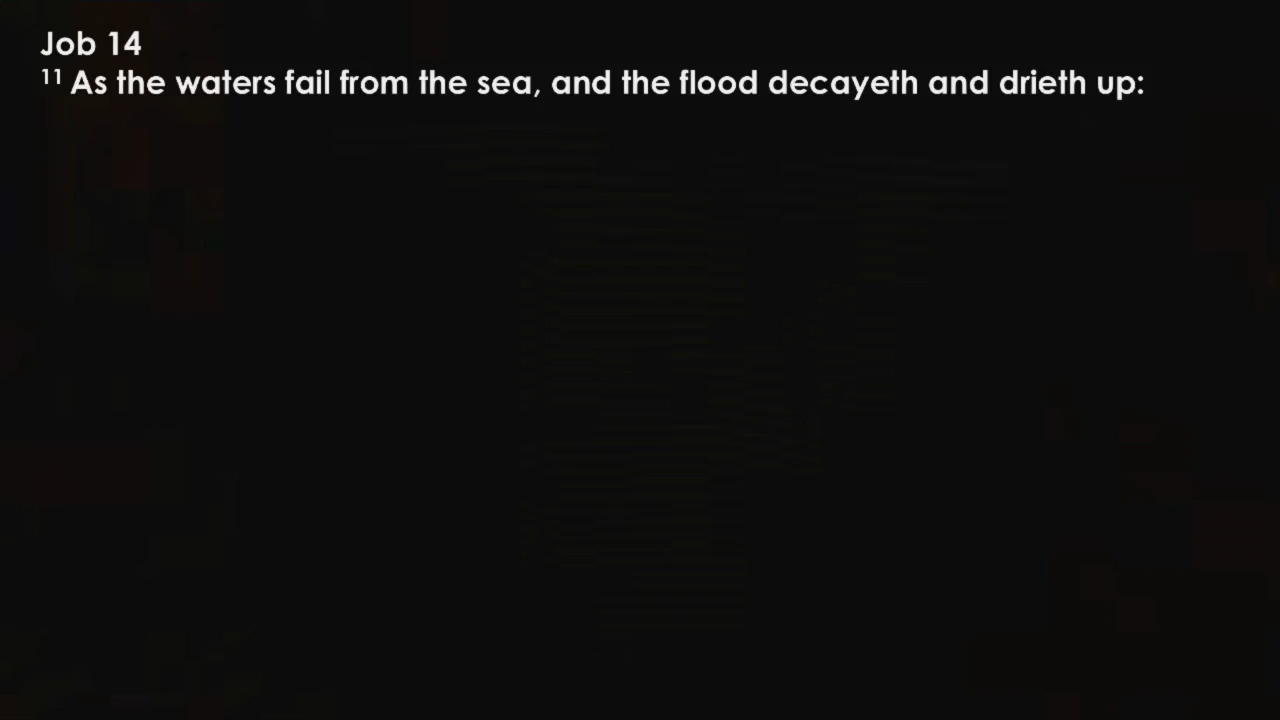 Job 14
11 As the waters fail from the sea, and the flood decayeth and drieth up: